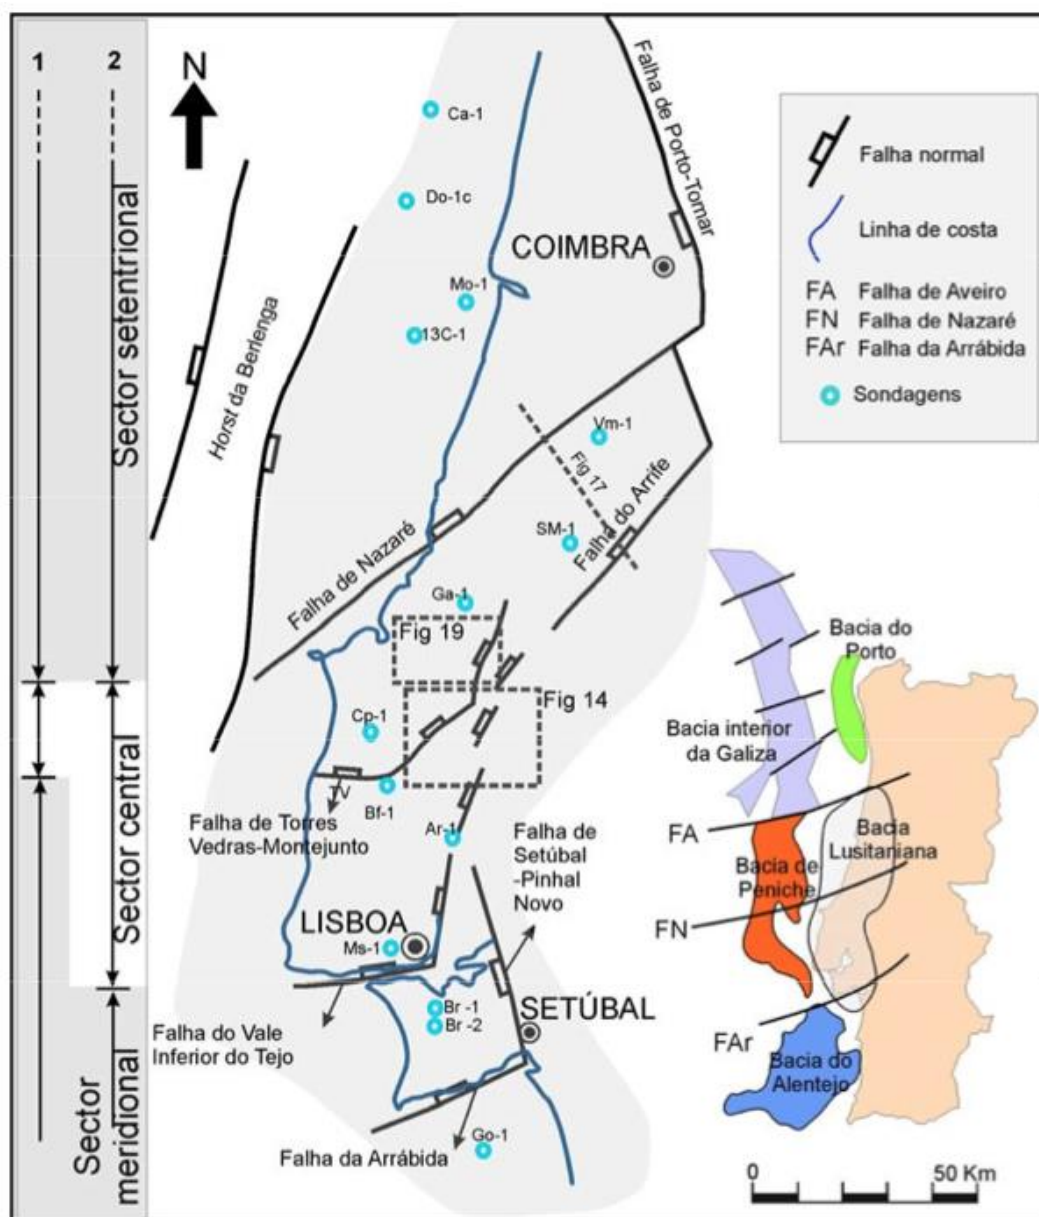 1
2
N
Sector setentrional
Sector central
Sector
meridional
Horst da Berlenga
Ca-1
Do-1c
Mo-1
13C-1
COIMBRA
Falha de Porto-Tomar
Vm-1
Fig 17
SM-1
Falha do Arrife
Falha de Nazaré
Ga-1
Fig 19
Fig 14
Cp-1
TV
Bf-1
Falha de Torres
Vedras-Montejunto
Ar-1
Falha de
Setúbal
-Pinhal
Novo
LISBOA
Ms-1
Br -1
Br -2
SETÚBAL
Falha do Vale
Inferior do Tejo
Falha da Arrábida
Go-1
Falha normal
Linha de costa
FA Falha de Aveiro
FN Falha de Nazaré
FAr Falha da Arrábida
Sondagens
Bacia do
Porto
Bacia interior
da Galiza
FA
Bacia
Lusitaniana
Bacia de
Peniche
FN
FAr
Bacia do
Alentejo
0 50 Km